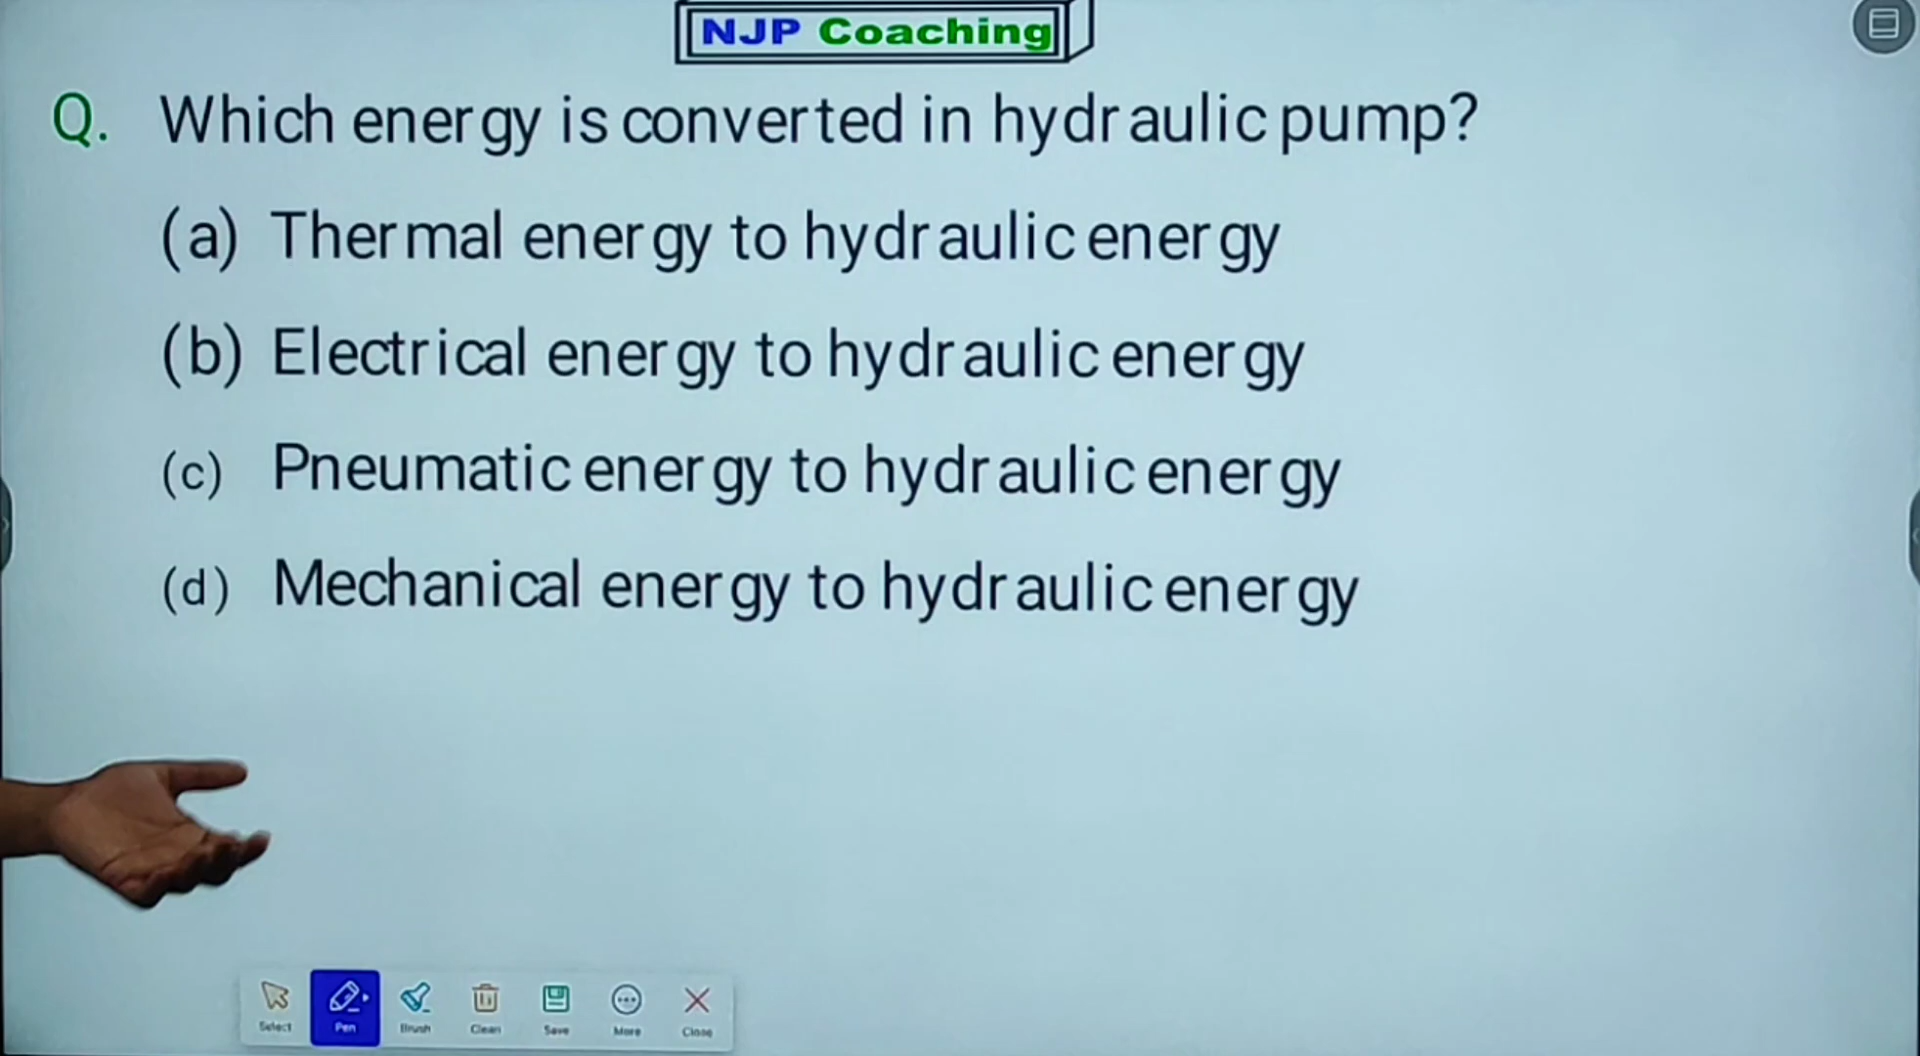 NJP Coaching
Q. Which energy is converted in hydraulic pump?
(a) Thermal energy to hydraulic energy
(b) Electrical energy to hydraulic energy
(c) Pneumatic energy to hydraulic energy
(d) Mechanical energy to hydraulic energy
Select Pen Brush Clean Save More Close